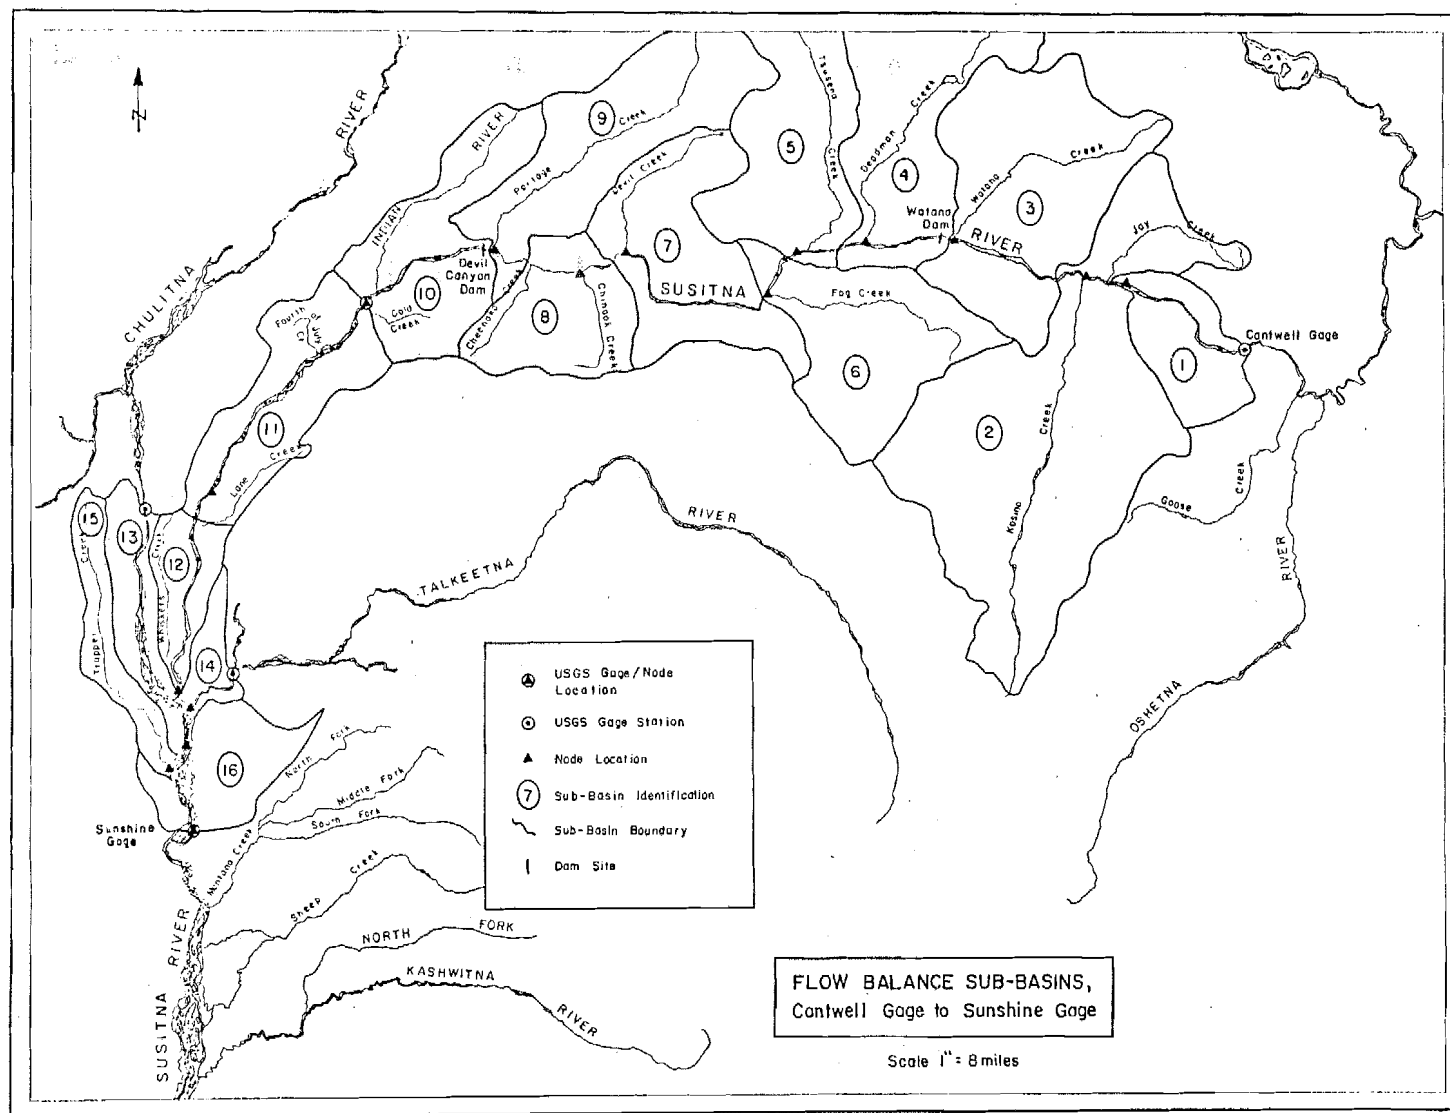 N
RIVER
CHULITNA
INDIAN
RIVER
9
Portage
Creek
Devil Creek
5
Tsusena
Creek
Deadman
Creek
4
Watana
Dam
Watana
Creek
3
RIVER
Jay
Creek
7
SUSITNA
Devil
Canyon
Dam
10
Gold
Creek
Cheechako
Creek
8
Chinook
Creek
Fourth
of
July
Cr
Fog Creek
6
Cantwell Gage
1
2
Kosina
Creek
Goose
Creek
RIVER
OSHETNA
11
Lane
Creek
15
13
12
Whiskers
Trapper
Creek
14
16
TALKEETNA
RIVER
North
Fork
Middle Fork
South Fork
Montana Creek
Sunshine
Gage
Sheep
Creek
NORTH
FORK
KASHWITNA
RIVER
SUSITNA
RIVER
USGS Gage/Node
Location
USGS Gage Station
Node Location
7
Sub-Basin Identification
Sub-Basin Boundary
Dam Site
FLOW BALANCE SUB-BASINS,
Cantwell Gage to Sunshine Gage
Scale 1" = 8 miles